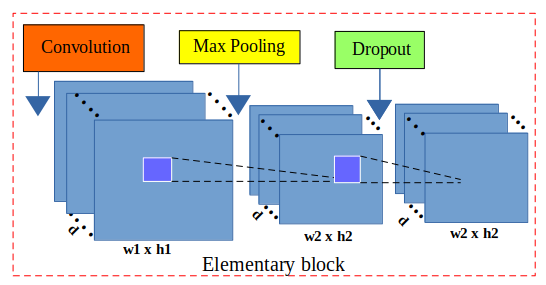 Convolution
Max Pooling
Dropout
d
w1 x h1
d
w2 x h2
d
w2 x h2
Elementary block